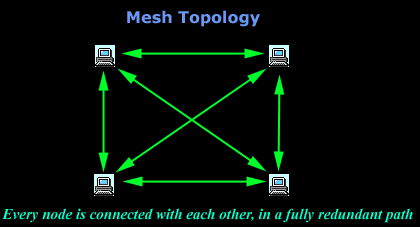 Mesh Topology
Every node is connected with each other, in a fully redundant path